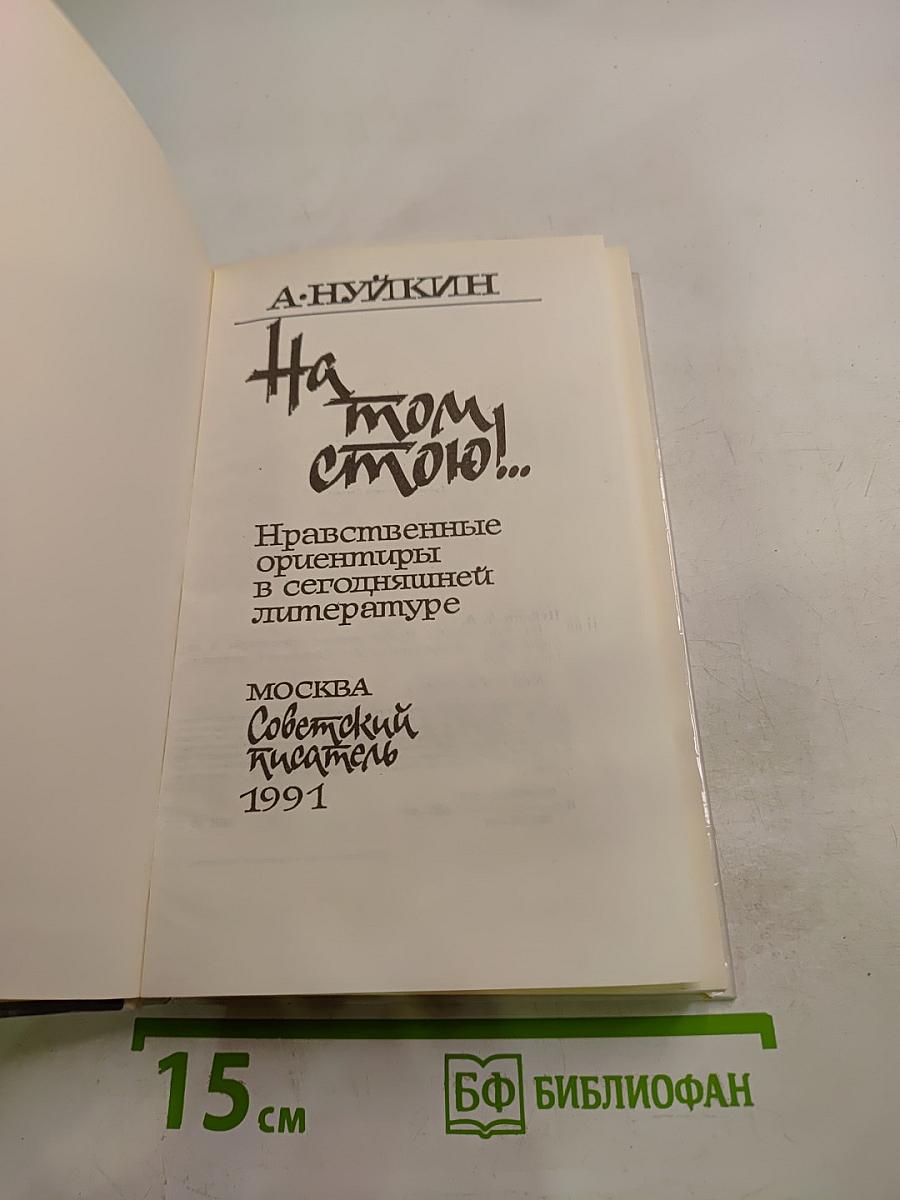 А·НУЙКИН
На
том
стою!...
Нравственные
ориентиры
в сегодняшней
литературе
МОСКВА
Советский
писатель
1991
15 см
БФ БИБЛИОФАН